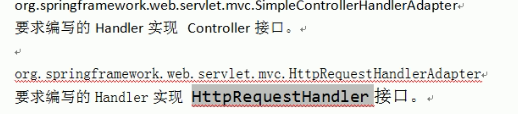 org.springframework.web.servlet.mvc.SimpleControllerHandlerAdapter
要求编写的 Handler 实现 Controller 接口。
org.springframework.web.servlet.mvc.HttpRequestHandlerAdapter
要求编写的 Handler 实现 HttpRequestHandler 接口。